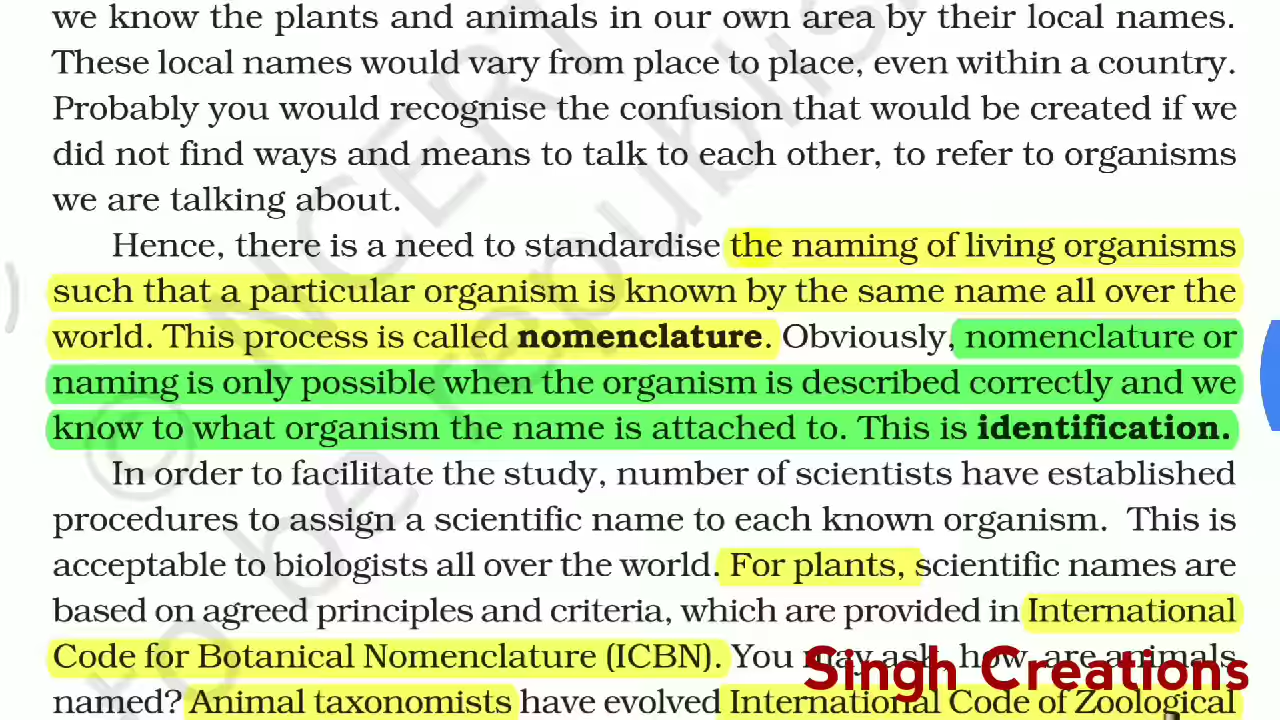 we know the plants and animals in our own area by their local names.
These local names would vary from place to place, even within a country.
Probably you would recognise the confusion that would be created if we
did not find ways and means to talk to each other, to refer to organisms
we are talking about.
Hence, there is a need to standardise the naming of living organisms
such that a particular organism is known by the same name all over the
world. This process is called nomenclature. Obviously, nomenclature or
naming is only possible when the organism is described correctly and we
know to what organism the name is attached to. This is identification.
In order to facilitate the study, number of scientists have established
procedures to assign a scientific name to each known organism. This is
acceptable to biologists all over the world. For plants, scientific names are
based on agreed principles and criteria, which are provided in International
Code for Botanical Nomenclature (ICBN). You may ask, how are animals
named? Animal taxonomists have evolved International Code of Zoological
Singh Creations
© NCERT
be republis
to